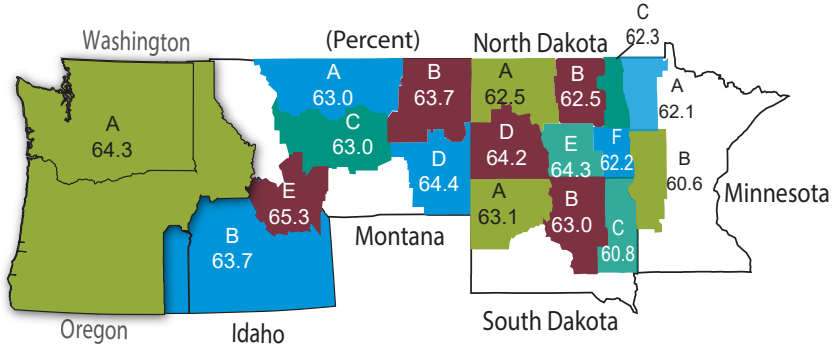 Washington
(Percent)
North Dakota
C
62.3
A
64.3
A
63.0
B
63.7
A
62.5
B
62.5
A
62.1
C
63.0
D
64.4
D
64.2
E
64.3
F
62.2
B
60.6
E
65.3
A
63.1
B
63.0
C
60.8
Minnesota
B
63.7
Montana
Oregon
Idaho
South Dakota